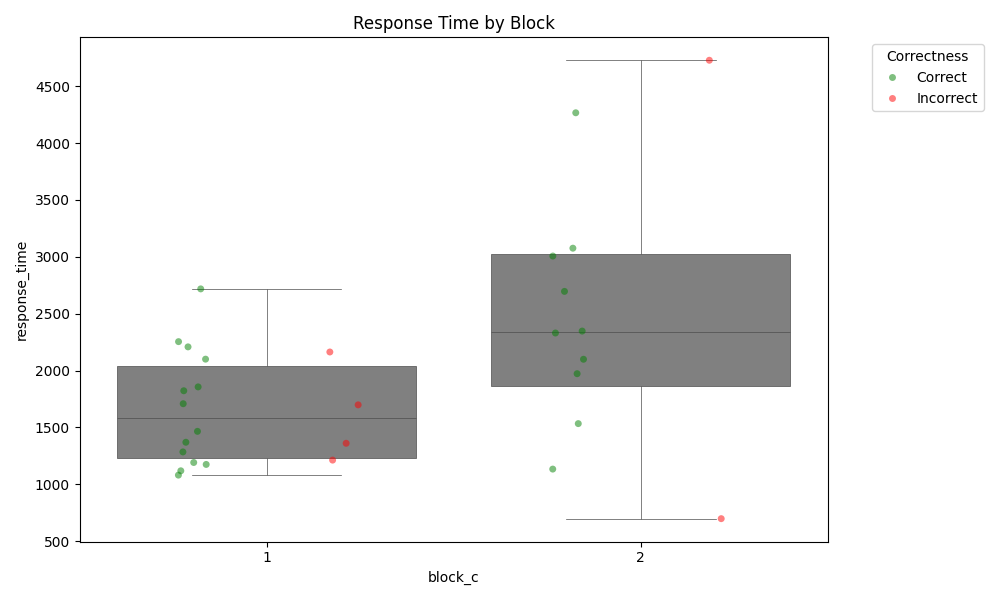 Response Time by Block
Correctness
Correct
Incorrect
response_time
4500
4000
3500
3000
2500
2000
1500
1000
500
1
2
block_c